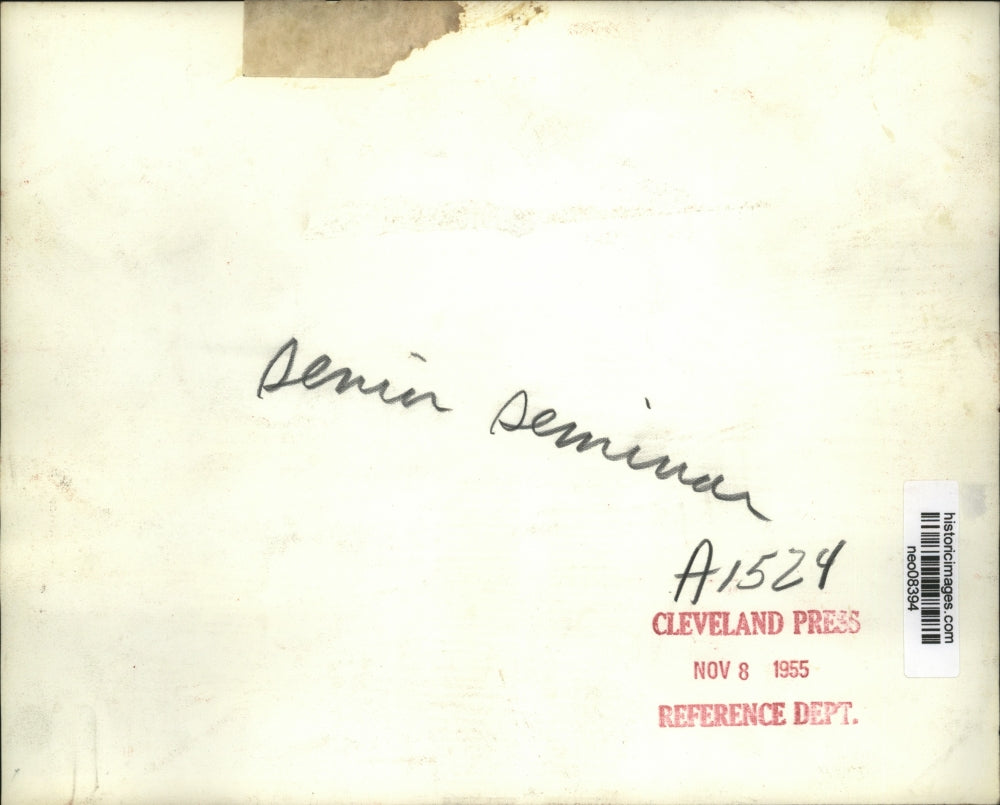 senior seminar
A1524
CLEVELAND PRESS
NOV 8 1955
REFERENCE DEPT.
historicimages.com
neo08394